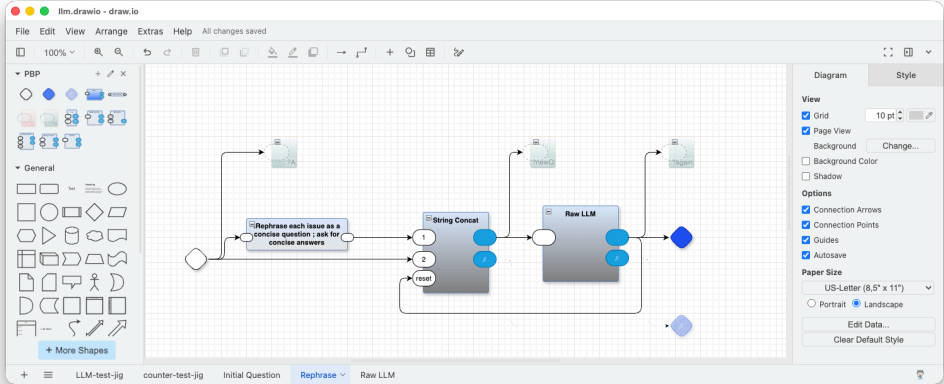 llm.drawio - draw.io
File Edit View Arrange Extras Help All changes saved
100%
PBP
General
Text
+ More Shapes
?A
?newQ
?again
Rephrase each issue as a
concise question ; ask for
concise answers
String Concat
1
2
reset
Raw LLM
Diagram
Style
View
Grid
10 pt
Page View
Background
Change...
Background Color
Shadow
Options
Connection Arrows
Connection Points
Guides
Autosave
Paper Size
US-Letter (8,5" x 11")
Portrait
Landscape
Edit Data...
Clear Default Style
LLM-test-jig
counter-test-jig
Initial Question
Rephrase
Raw LLM